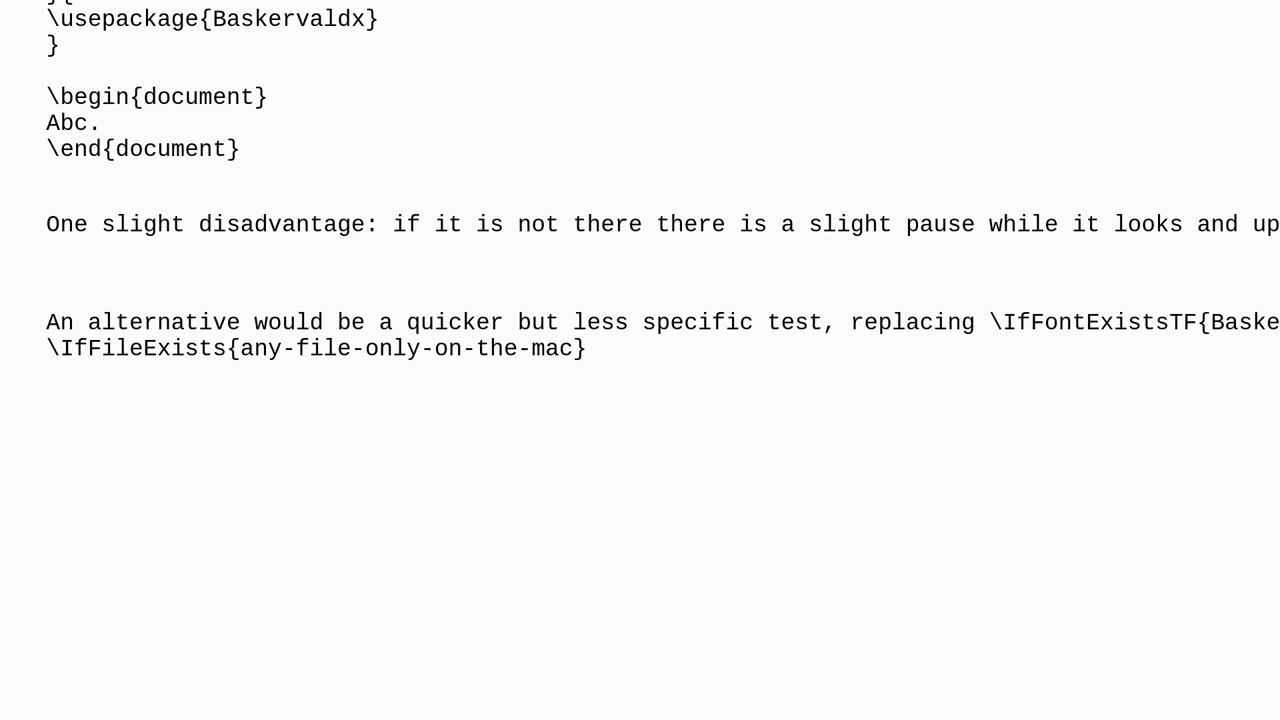 }{
\usepackage{Baskervaldx}
}
\begin{document}
Abc.
\end{document}
One slight disadvantage: if it is not there there is a slight pause while it looks and up
An alternative would be a quicker but less specific test, replacing \IfFontExistsTF{Baske
\IfFileExists{any-file-only-on-the-mac}